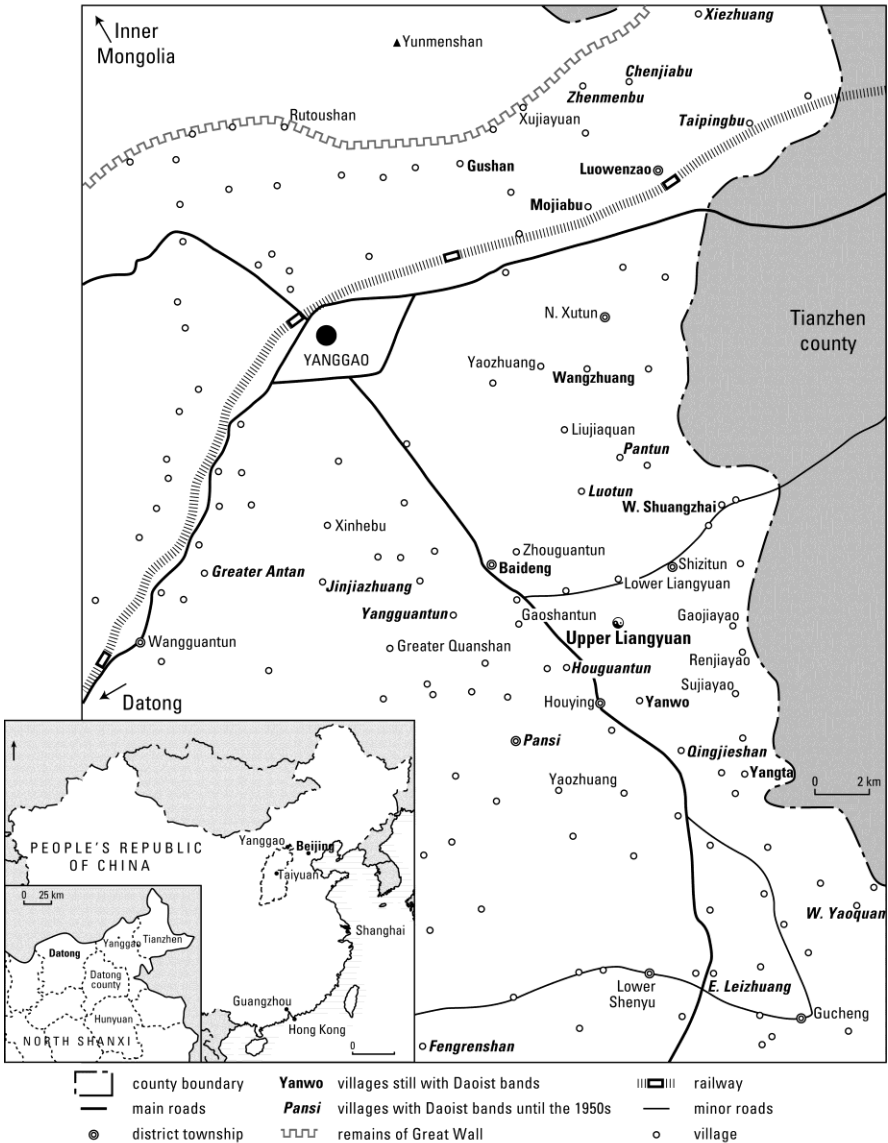 Inner
Mongolia
Yunmenshan
Xiezhuang
Chenjiabu
Zhenmenbu
Rutoushan
Xujiayuan
Taipingbu
Gushan
Luowenzao
Mojiabu
N. Xutun
Tianzhen
county
YANGGAO
Yaozhuang
Wangzhuang
Liujiaquan
Pantun
Luotun
W. Shuangzhai
Xinhebu
Zhouguantun
Baideng
Shizitun
Greater Antan
Jinjiazhuang
Lower Liangyuan
Yangguantun
Gaoshantun
Gaojiayao
Upper Liangyuan
Wangguantun
Greater Quanshan
Renjiayao
Houguantun
Sujiayao
Datong
Houying
Yanwo
Pansi
Qingjieshan
Yangta
0 2 km
Yaozhuang
W. Yaoquan
Lower
Shenyu
E. Leizhuang
Gucheng
Fengrenshan
PEOPLE'S REPUBLIC
OF CHINA
Yanggao
Beijing
Taiyuan
Shanghai
Guangzhou
Hong Kong
0
0 25 km
Datong
Yanggao
Tianzhen
Datong
county
Hunyuan
NORTH SHANXI
county boundary
Yanwo villages still with Daoist bands
railway
main roads
Pansi villages with Daoist bands until the 1950s
minor roads
district township
remains of Great Wall
village